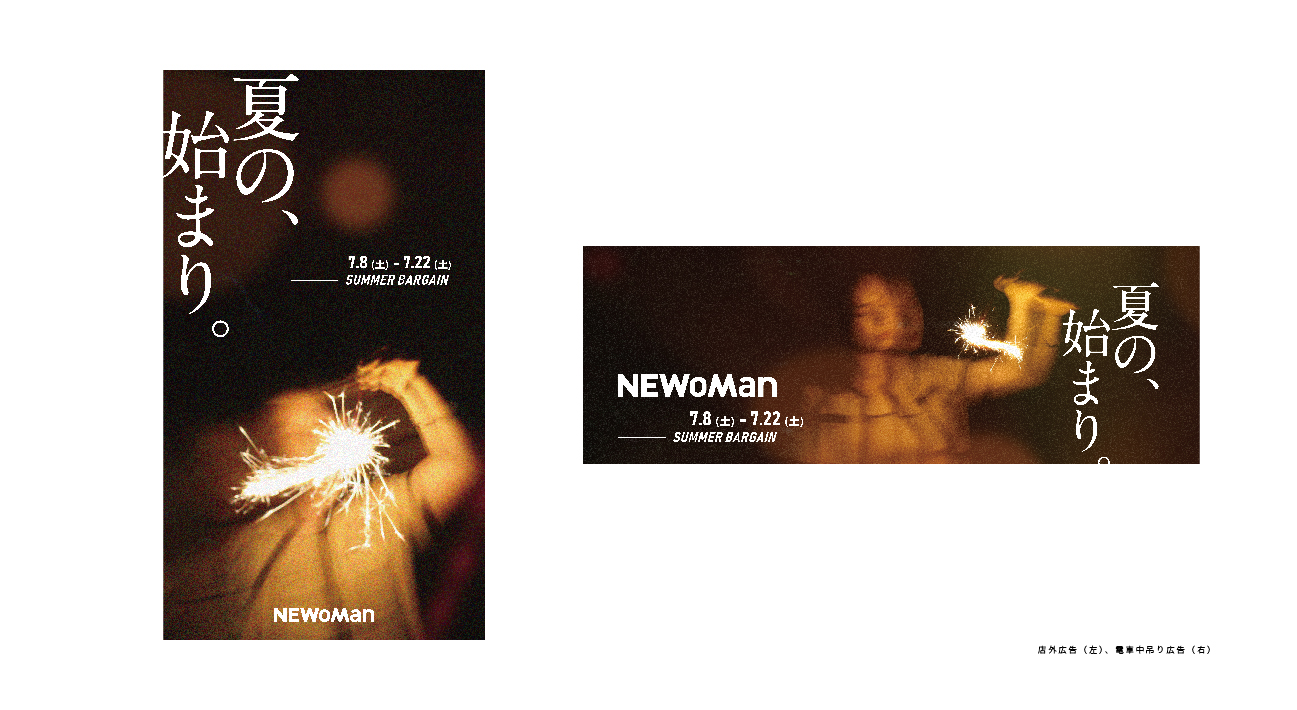 夏の、
始まり。
7.8 (土) - 7.22 (土)
SUMMER BARGAIN
NEWoMan
夏の、
始まり。
NEWoMan
7.8 (土) - 7.22 (土)
SUMMER BARGAIN
店外広告（左）、電車中吊り広告（右）